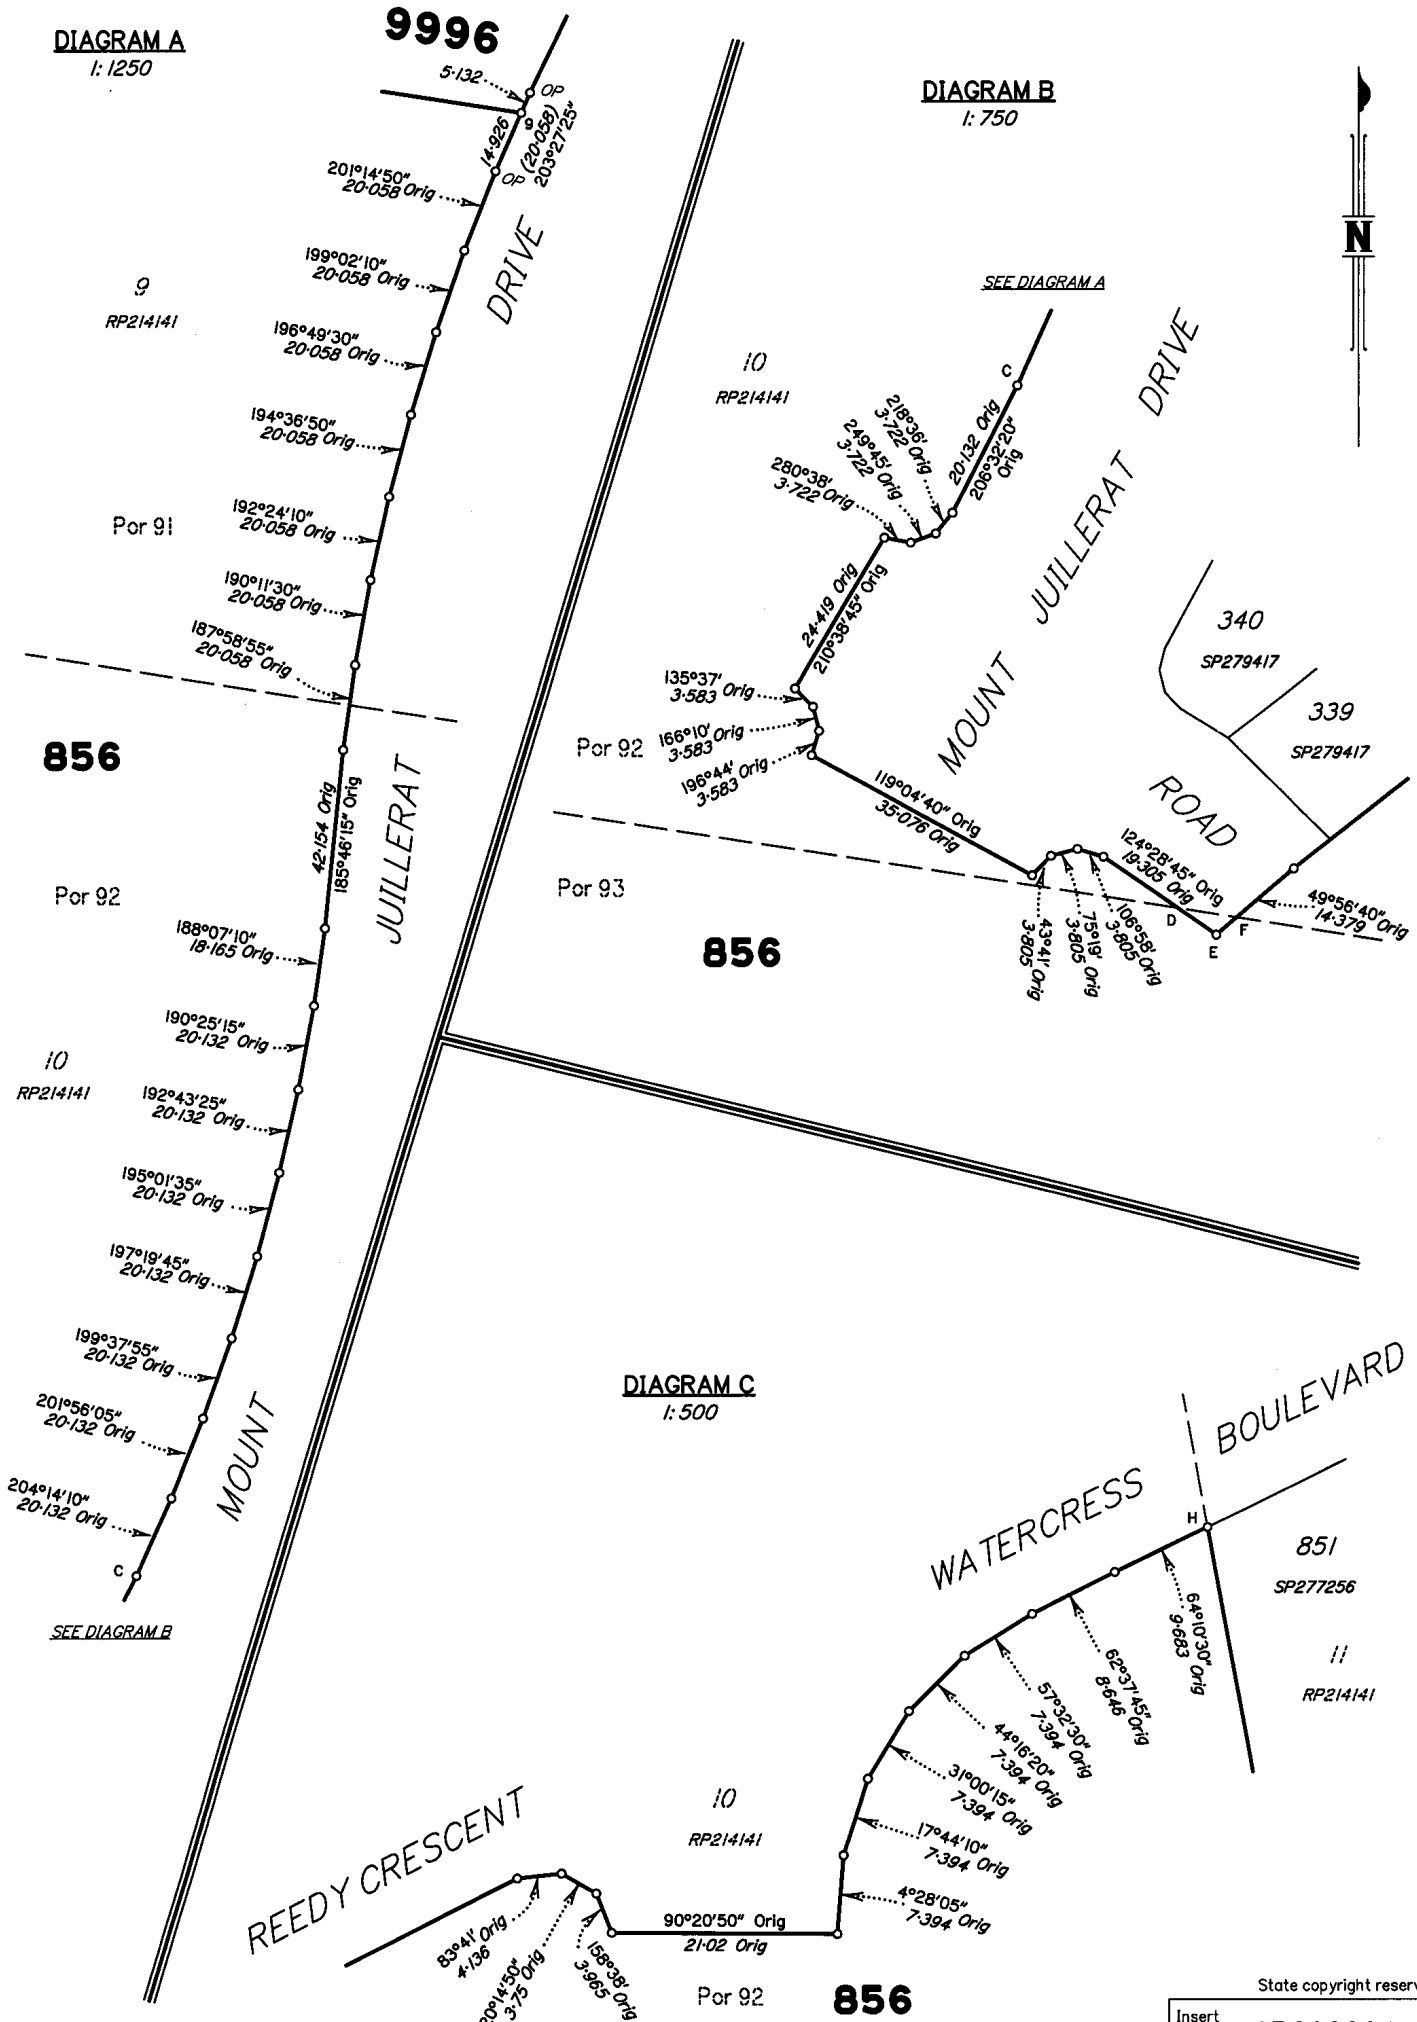 DIAGRAM A
1:1250
9996
5·132
OP
9
14·926
(20·058)
203°27'25"
OP
201°14'50"
20·058 Orig
199°02'10"
20·058 Orig
9
RP214141
196°49'30"
20·058 Orig
194°36'50"
20·058 Orig
Por 91
192°24'10"
20·058 Orig
190°11'30"
20·058 Orig
187°58'55"
20·058 Orig
856
42·154 Orig
185°46'15" Orig
Por 92
188°07'10"
18·165 Orig
190°25'15"
20·132 Orig
10
RP214141
192°43'25"
20·132 Orig
195°01'35"
20·132 Orig
197°19'45"
20·132 Orig
199°37'55"
20·132 Orig
201°56'05"
20·132 Orig
204°14'10"
20·132 Orig
C
SEE DIAGRAM B
MOUNT
JUILLERAT
DRIVE
DIAGRAM B
1:750
N
SEE DIAGRAM A
10
RP214141
C
20·132 Orig
206°32'20"
Orig
218°36'
3·722 Orig
249°45' Orig
3·722
280°38'
3·722 Orig
24·419 Orig
210°38'45" Orig
135°37'
3·583 Orig
166°10'
3·583 Orig
196°44'
3·583 Orig
Por 92
MOUNT JUILLERAT DRIVE
340
SP279417
339
SP279417
ROAD
119°04'40" Orig
35·076 Orig
124°28'45" Orig
19·305 Orig
49°56'40"
14·379 Orig
D
E
F
43°41' Orig
3·805
75°19' Orig
3·805
106°58' Orig
3·805
Por 93
856
DIAGRAM C
1:500
WATERCRESS BOULEVARD
H
851
SP277256
11
RP214141
64°10'30"
9·683 Orig
62°37'45"
8·646 Orig
57°32'30"
7·394 Orig
44°16'20"
7·394 Orig
31°00'15"
7·394 Orig
17°44'10"
7·394 Orig
4°28'05"
7·394 Orig
10
RP214141
REEDY CRESCENT
83°41' Orig
4·136
20°14'50"
3·75 Orig
158°38' Orig
3·965
90°20'50" Orig
21·02 Orig
Por 92
856
State copyright reserv
Insert